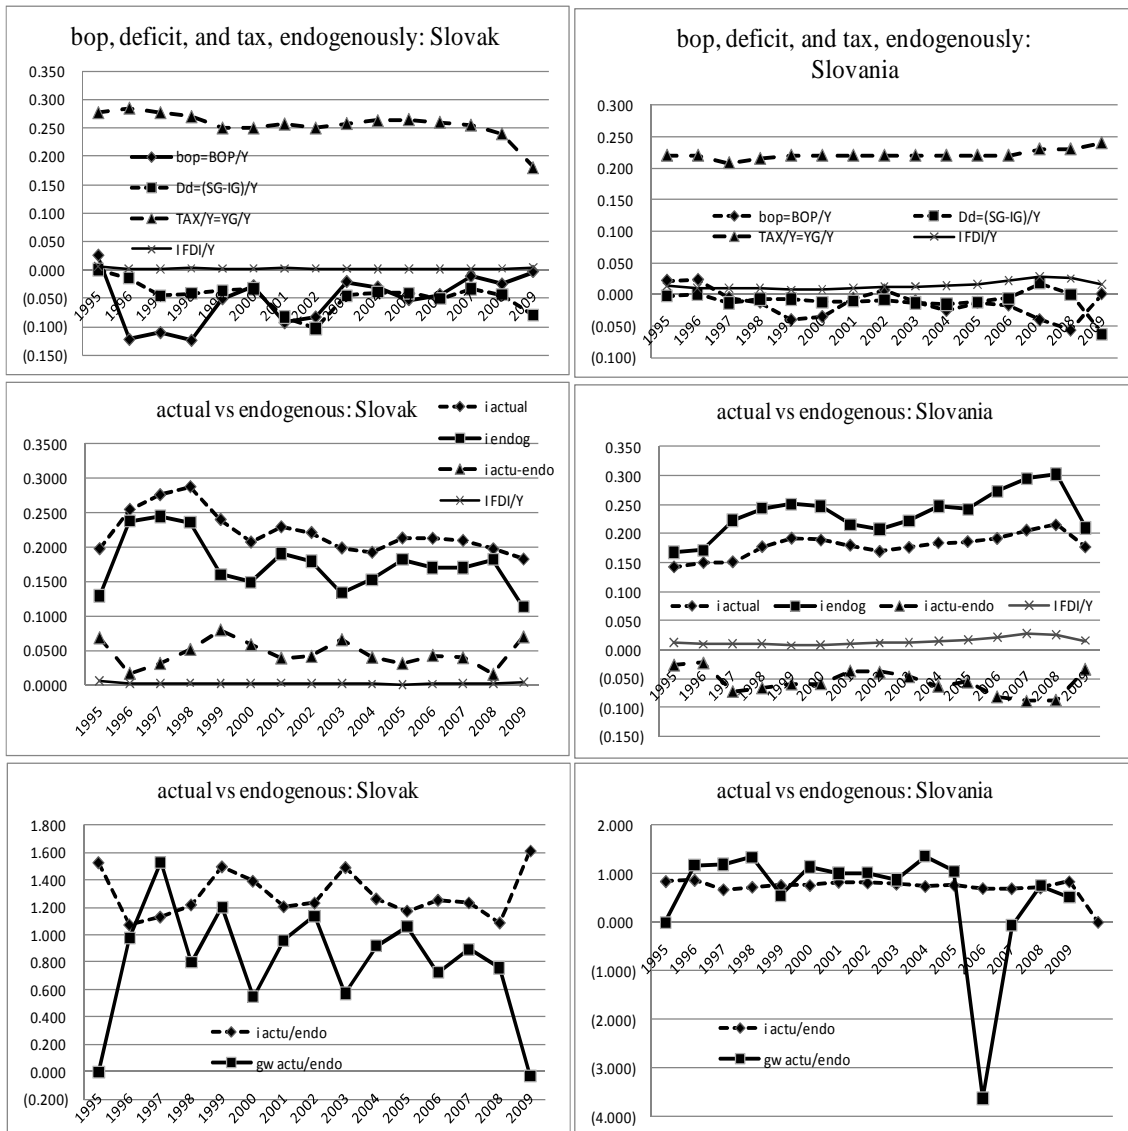 bop, deficit, and tax, endogenously: Slovak
0.350
0.300
0.250
0.200
0.150
0.100
0.050
0.000
(0.050)
(0.100)
(0.150)
bop=BOP/Y
Dd=(SG-IG)/Y
TAX/Y=YG/Y
IFDI/Y
1995 1996 1997 1998 1999 2000 2001 2002 2003 2004 2005 2006 2007 2008 2009
bop, deficit, and tax, endogenously:
Slovania
0.300
0.250
0.200
0.150
0.100
0.050
0.000
(0.050)
(0.100)
bop=BOP/Y Dd=(SG-IG)/Y
TAX/Y=YG/Y IFDI/Y
1995 1996 1997 1998 1999 2000 2001 2002 2003 2004 2005 2006 2007 2008 2009
actual vs endogenous: Slovak
i actual
i endog
i actu-endo
IFDI/Y
0.3500
0.3000
0.2500
0.2000
0.1500
0.1000
0.0500
0.0000
1995 1996 1997 1998 1999 2000 2001 2002 2003 2004 2005 2006 2007 2008 2009
actual vs endogenous: Slovania
0.350
0.300
0.250
0.200
0.150
0.100
0.050
0.000
(0.050)
(0.100)
(0.150)
i actual i endog i actu-endo IFDI/Y
1995 1996 1997 1998 1999 2000 2001 2002 2003 2004 2005 2006 2007 2008 2009
actual vs endogenous: Slovak
1.800
1.600
1.400
1.200
1.000
0.800
0.600
0.400
0.200
0.000
(0.200)
i actu/endo
gw actu/endo
1995 1996 1997 1998 1999 2000 2001 2002 2003 2004 2005 2006 2007 2008 2009
actual vs endogenous: Slovania
2.000
1.000
0.000
(1.000)
(2.000)
(3.000)
(4.000)
i actu/endo
gw actu/endo
1995 1996 1997 1998 1999 2000 2001 2002 2003 2004 2005 2006 2007 2008 2009